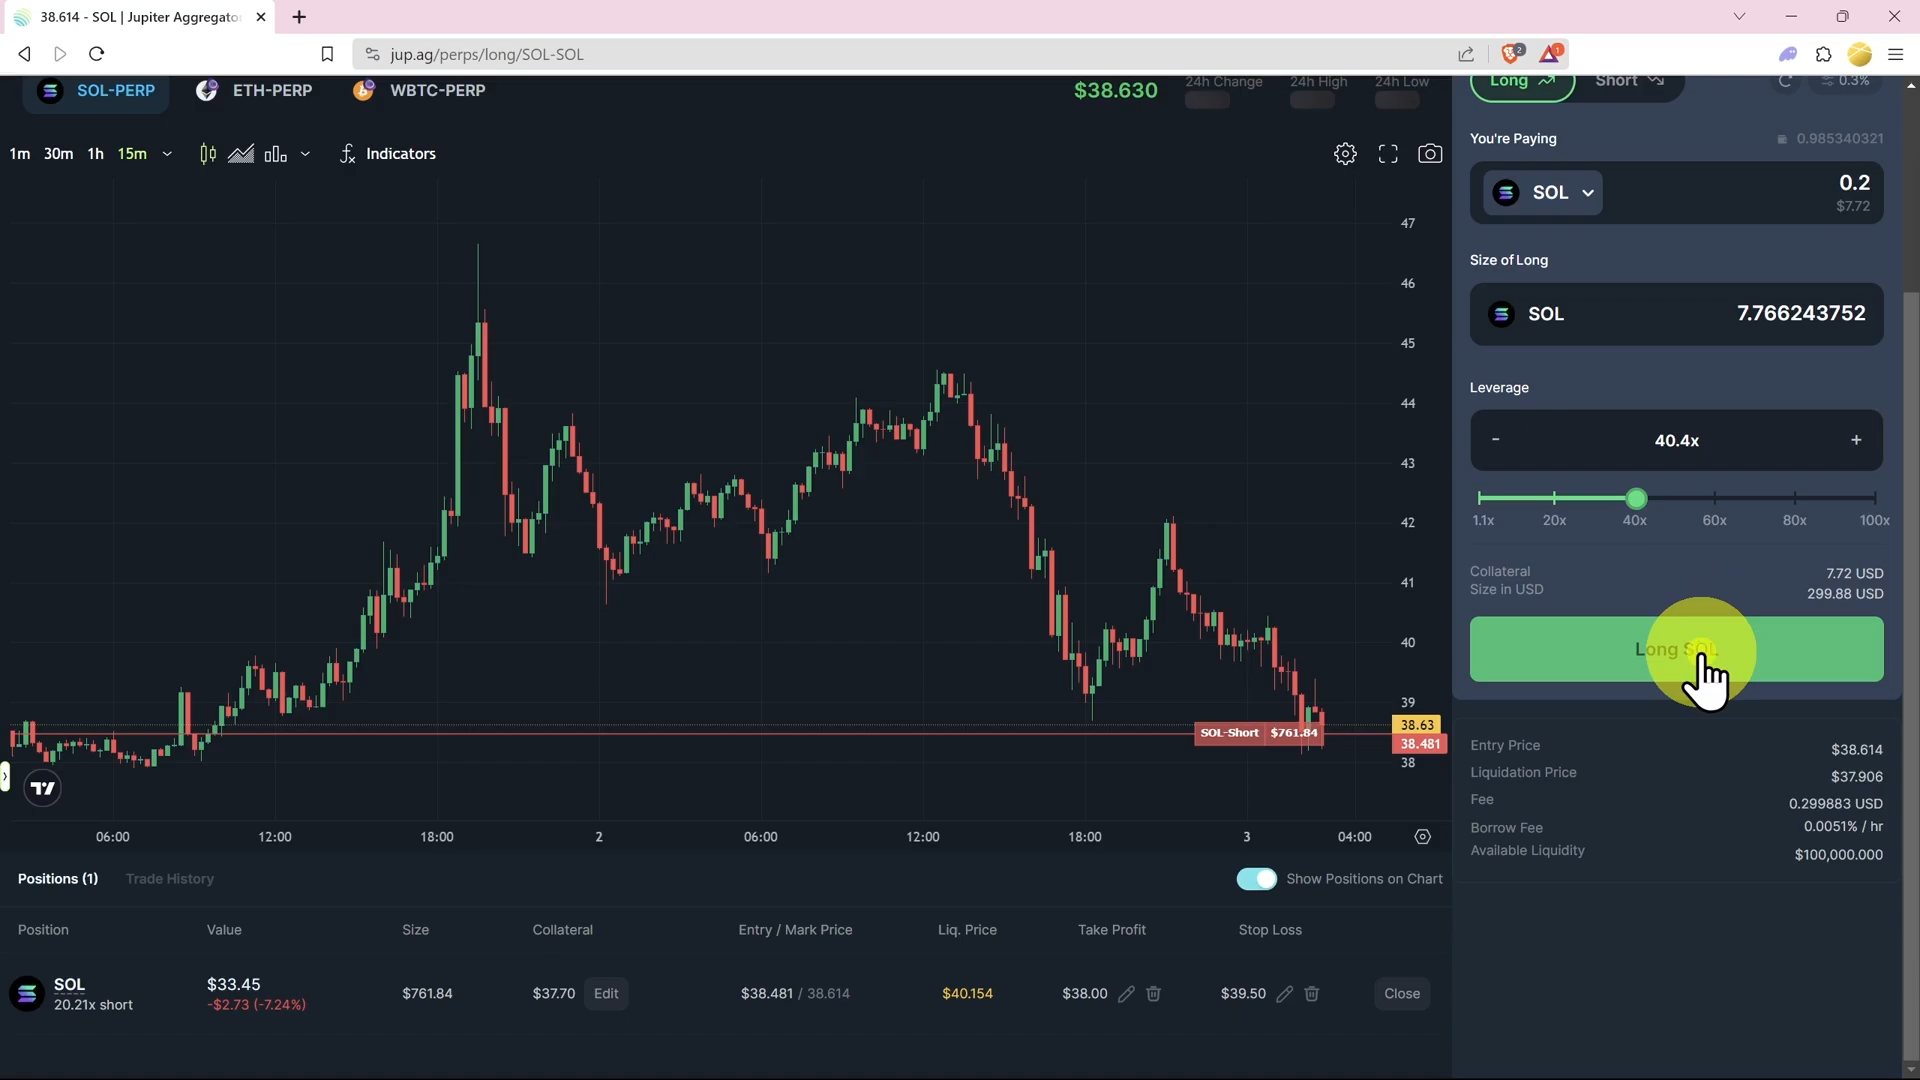 38.614 - SOL | Jupiter Aggregato
jup.ag/perps/long/SOL-SOL
2
1
SOL-PERP
ETH-PERP
WBTC-PERP
$38.630
24h Change
24h High
24h Low
Long
Short
0.3%
1m 30m 1h 15m
Indicators
You're Paying
0.985340321
SOL
0.2
$7.72
Size of Long
SOL
7.766243752
Leverage
-
40.4x
+
1.1x 20x 40x 60x 80x 100x
Collateral
7.72 USD
Size in USD
299.88 USD
Long SOL
Entry Price
$38.614
Liquidation Price
$37.906
Fee
0.299883 USD
Borrow Fee
0.0051% / hr
Available Liquidity
$100,000.000
47
46
45
44
43
42
41
40
39
38.63
38.481
38
SOL-Short $761.84
06:00 12:00 18:00 2 06:00 12:00 18:00 3 04:00
Positions (1)
Trade History
Show Positions on Chart
Position Value Size Collateral Entry / Mark Price Liq. Price Take Profit Stop Loss
SOL
20.21x short
$33.45
-$2.73 (-7.24%)
$761.84
$37.70
Edit
$38.481 / 38.614
$40.154
$38.00
$39.50
Close